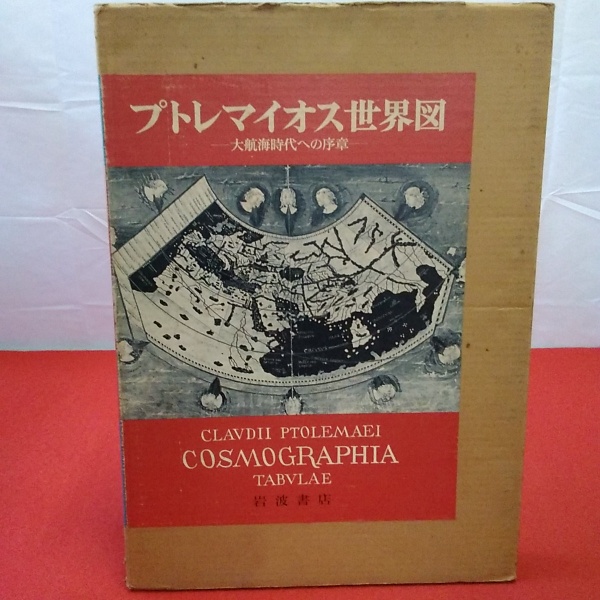 プトレマイオス世界図
―大航海時代への序章―
CLAVDII PTOLEMAEI
COSMOGRAPHIA
TABVLAE
岩波書店